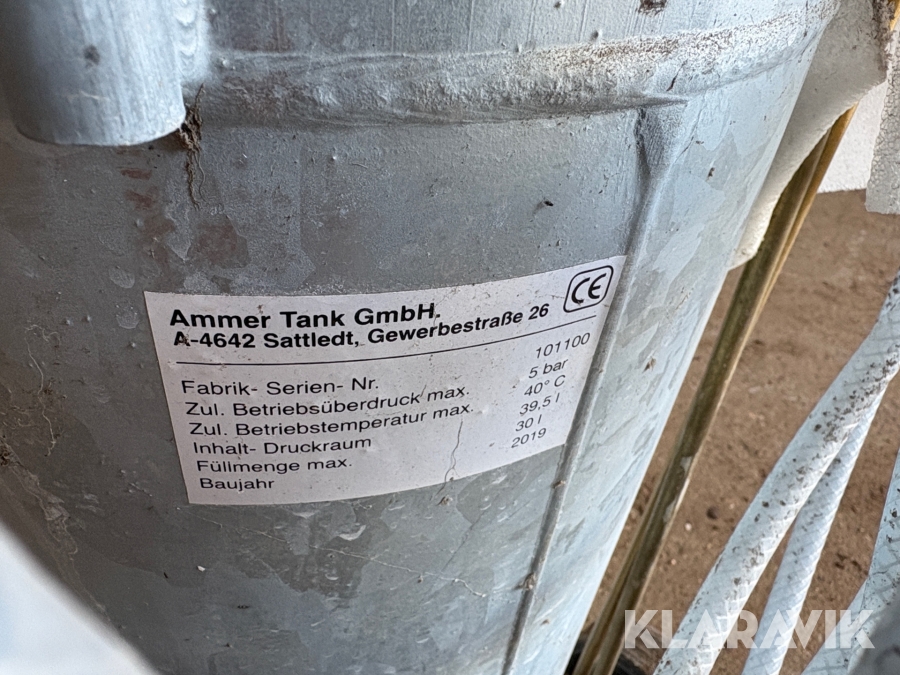 Ammer Tank GmbH.
A-4642 Sattledt, Gewerbestraße 26
CE
Fabrik- Serien- Nr. 101100
Zul. Betriebsüberdruck max. 5 bar
Zul. Betriebstemperatur max. 40° C
Inhalt- Druckraum 39,5 l
Füllmenge max. 30 l
Baujahr 2019
KLARAVIK